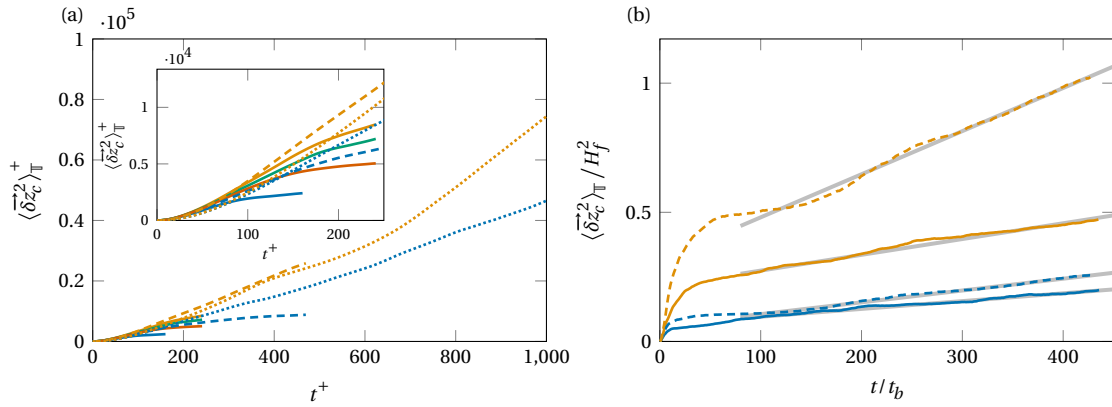 (a)
·10^5
1
0.8
0.6
0.4
0.2
0
0 200 400 600 800 1,000
t^+
⟨δz_c^2⟩_𝕋^+
·10^4
1
0.5
0
0 100 200
t^+
⟨δz_c^2⟩_𝕋^+
(b)
1
0.5
0
0 100 200 300 400
t/t_b
⟨δz_c^2⟩_𝕋 / H_f^2